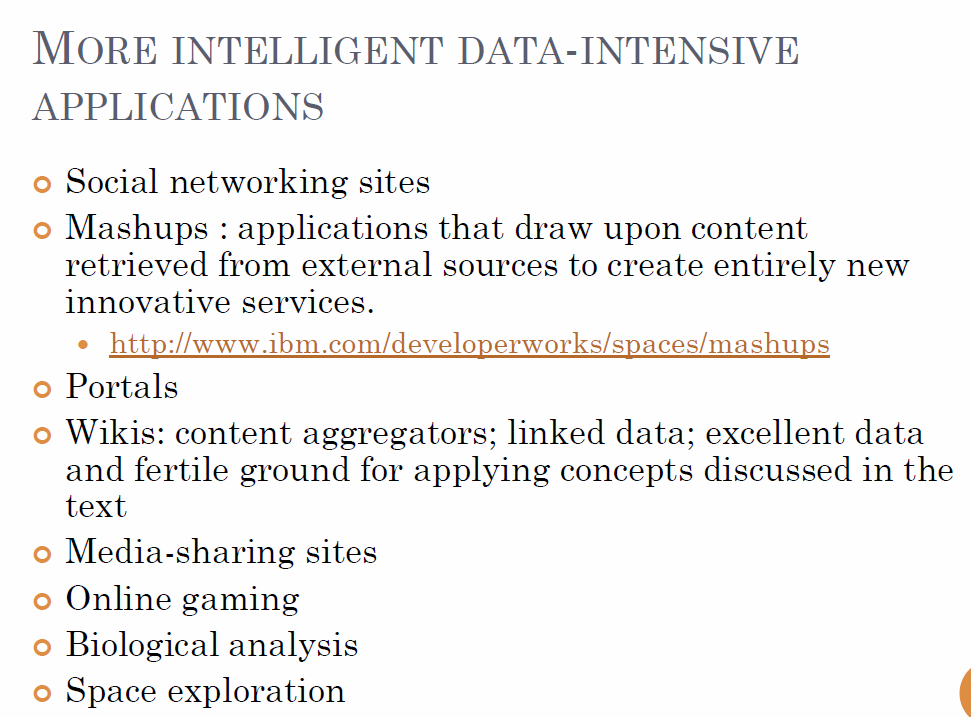 MORE INTELLIGENT DATA-INTENSIVE
APPLICATIONS
Social networking sites
Mashups : applications that draw upon content
retrieved from external sources to create entirely new
innovative services.
http://www.ibm.com/developerworks/spaces/mashups
Portals
Wikis: content aggregators; linked data; excellent data
and fertile ground for applying concepts discussed in the
text
Media-sharing sites
Online gaming
Biological analysis
Space exploration